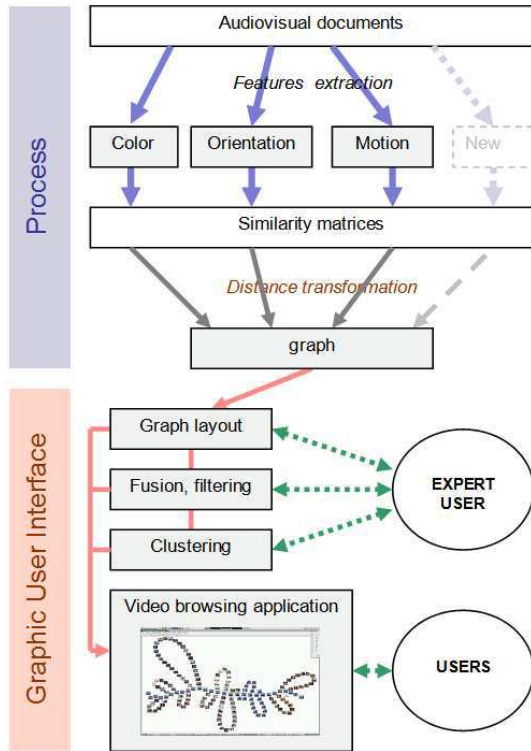 Audiovisual documents
Features extraction
Color
Orientation
Motion
New
Similarity matrices
Distance transformation
graph
Process
Graph layout
Fusion, filtering
Clustering
EXPERT
USER
Video browsing application
USERS
Graphic User Interface